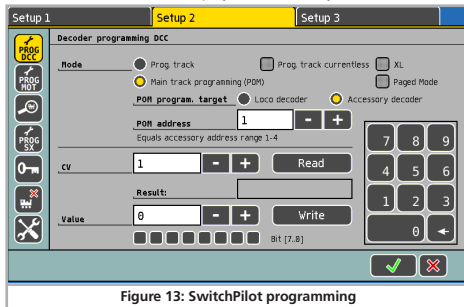 Setup 1 Setup 2 Setup 3
Decoder programming DCC
PROG DCC
PROG MOT
PROG SX
Mode Prog. track Prog. track currentless XL
Main track programming (POM) Paged Mode
POM program. target Loco decoder Accessory decoder
POM address 1 - +
Equals accessory address range 1-4
CV 1 - + Read
Result:
Value 0 - + Write
Bit [7..0]
7 8 9
4 5 6
1 2 3
0
Figure 13: SwitchPilot programming